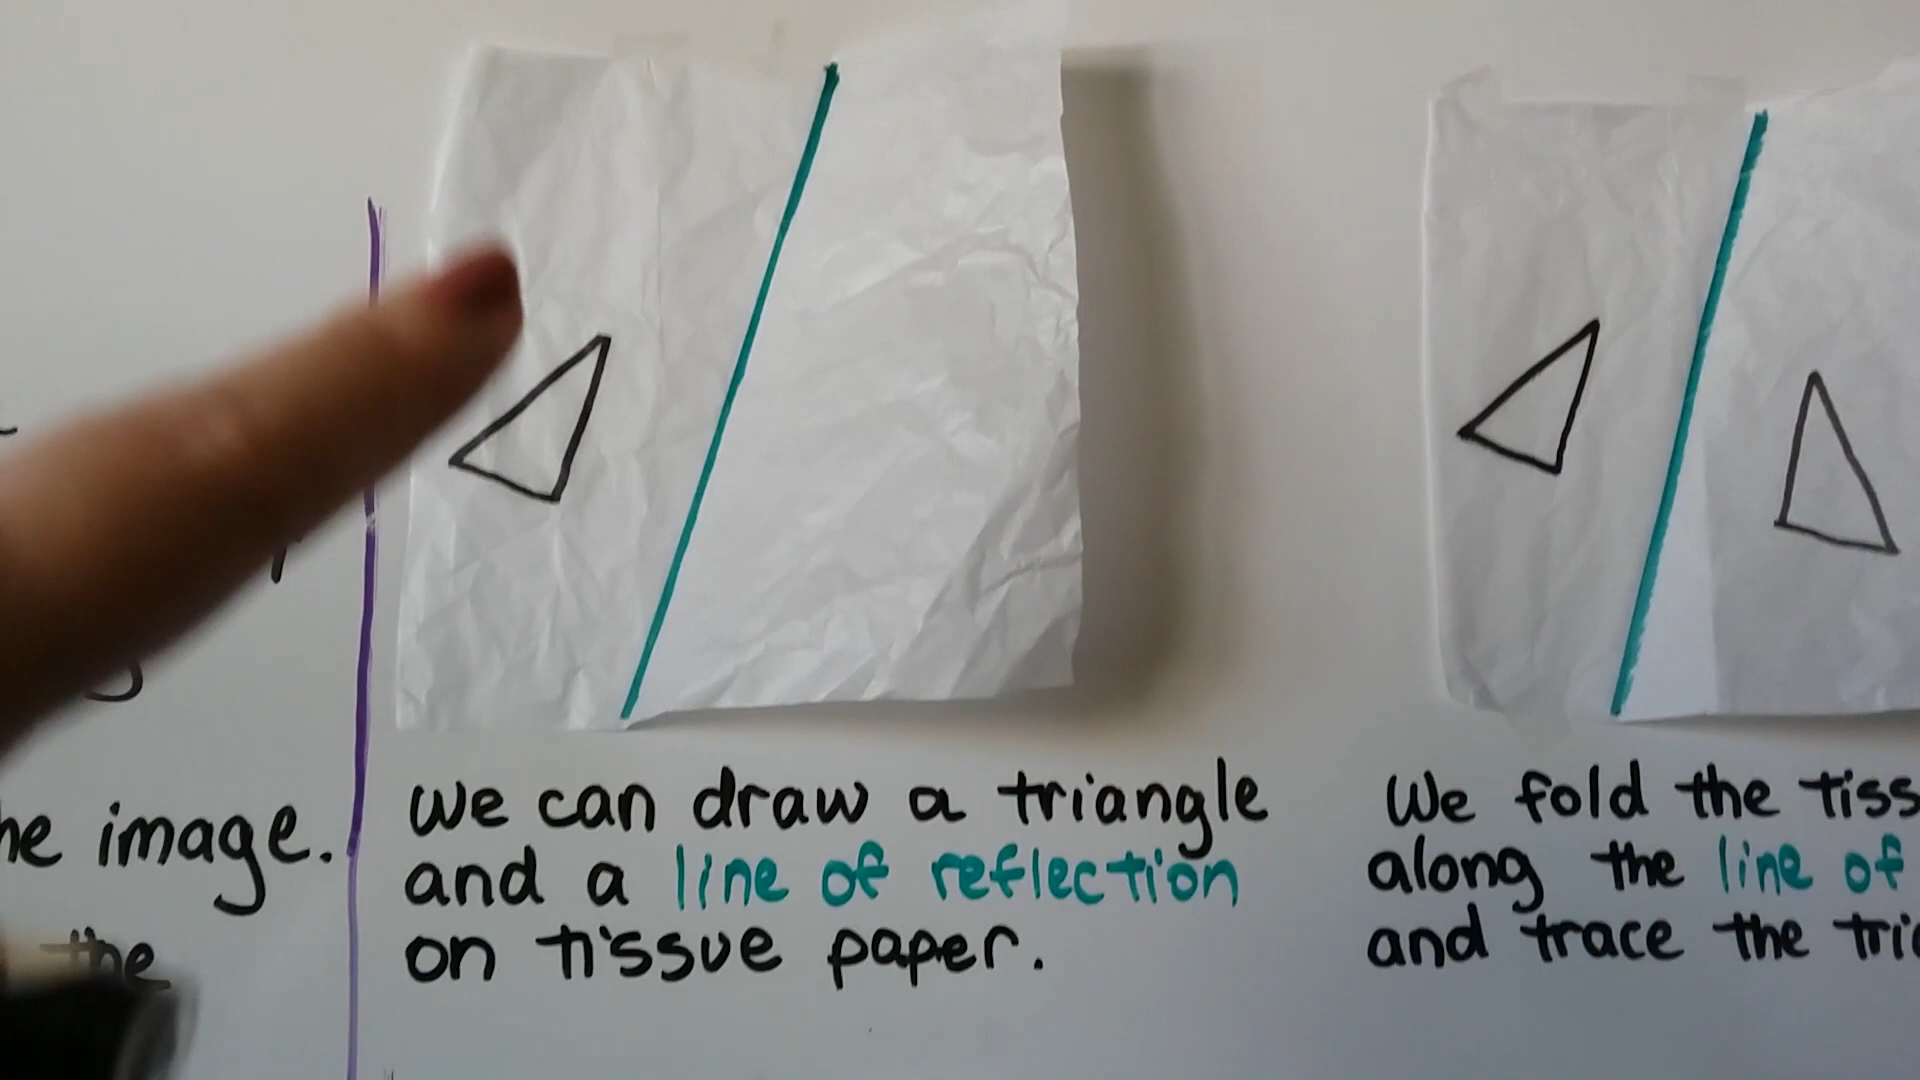 he image.
the
we can draw a triangle
and a line of reflection
on tissue paper.
We fold the tiss
along the line of
and trace the tri